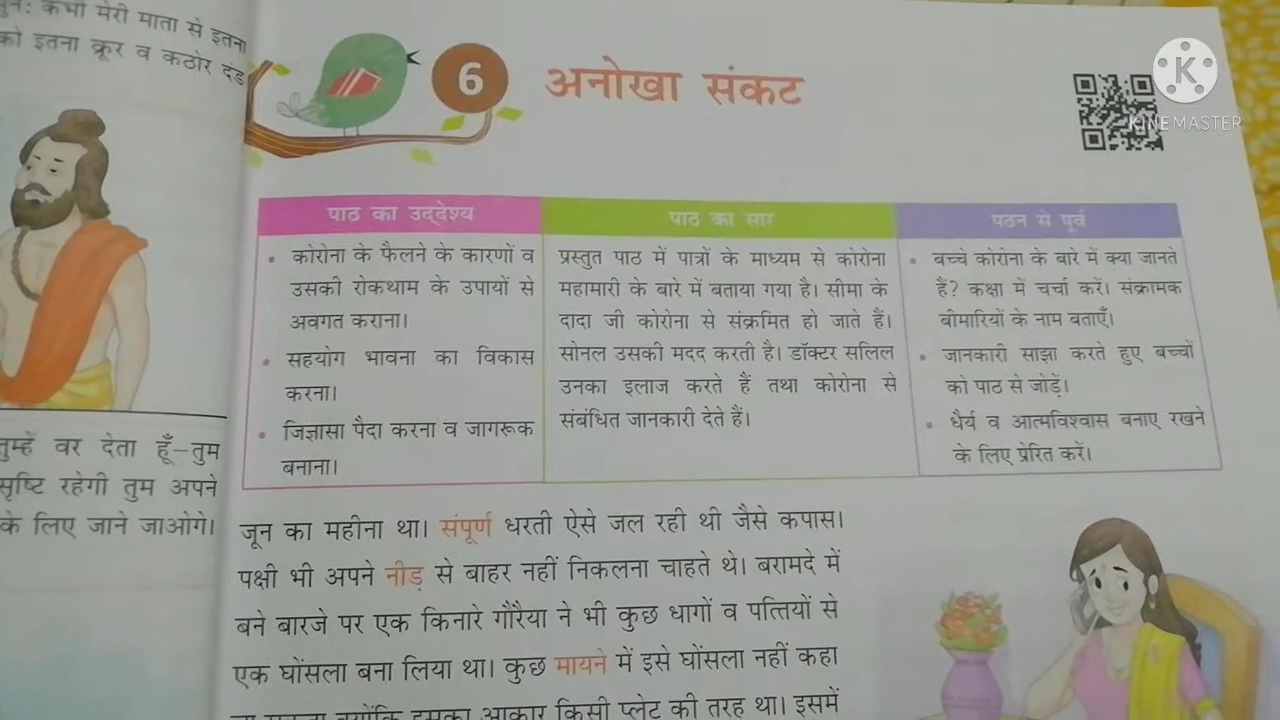 कभी मेरी माता से इतना
को इतना क्रूर व कठोर दंड
तुम्हें वर देता हूँ—तुम
सृष्टि रहेगी तुम अपने
के लिए जाने जाओगे।
6
अनोखा संकट
K
KINEMASTER
पाठ का उद्देश्य
• कोरोना के फैलने के कारणों व
उसकी रोकथाम के उपायों से
अवगत कराना।
• सहयोग भावना का विकास
करना।
• जिज्ञासा पैदा करना व जागरूक
बनाना।
पाठ का सार
प्रस्तुत पाठ में पात्रों के माध्यम से कोरोना
महामारी के बारे में बताया गया है। सीमा के
दादा जी कोरोना से संक्रमित हो जाते हैं।
सोनल उसकी मदद करती है। डॉक्टर सलिल
उनका इलाज करते हैं तथा कोरोना से
संबंधित जानकारी देते हैं।
पठन से पूर्व
• बच्चे कोरोना के बारे में क्या जानते
हैं? कक्षा में चर्चा करें। संक्रामक
बीमारियों के नाम बताएँ।
• जानकारी साझा करते हुए बच्चों
को पाठ से जोड़ें।
• धैर्य व आत्मविश्वास बनाए रखने
के लिए प्रेरित करें।
जून का महीना था। संपूर्ण धरती ऐसे जल रही थी जैसे कपास।
पक्षी भी अपने नीड़ से बाहर नहीं निकलना चाहते थे। बरामदे में
बने बारजे पर एक किनारे गौरैया ने भी कुछ धागों व पत्तियों से
एक घोंसला बना लिया था। कुछ मायने में इसे घोंसला नहीं कहा
क्योंकि इसका आकार किसी प्लेट की तरह था। इसमें